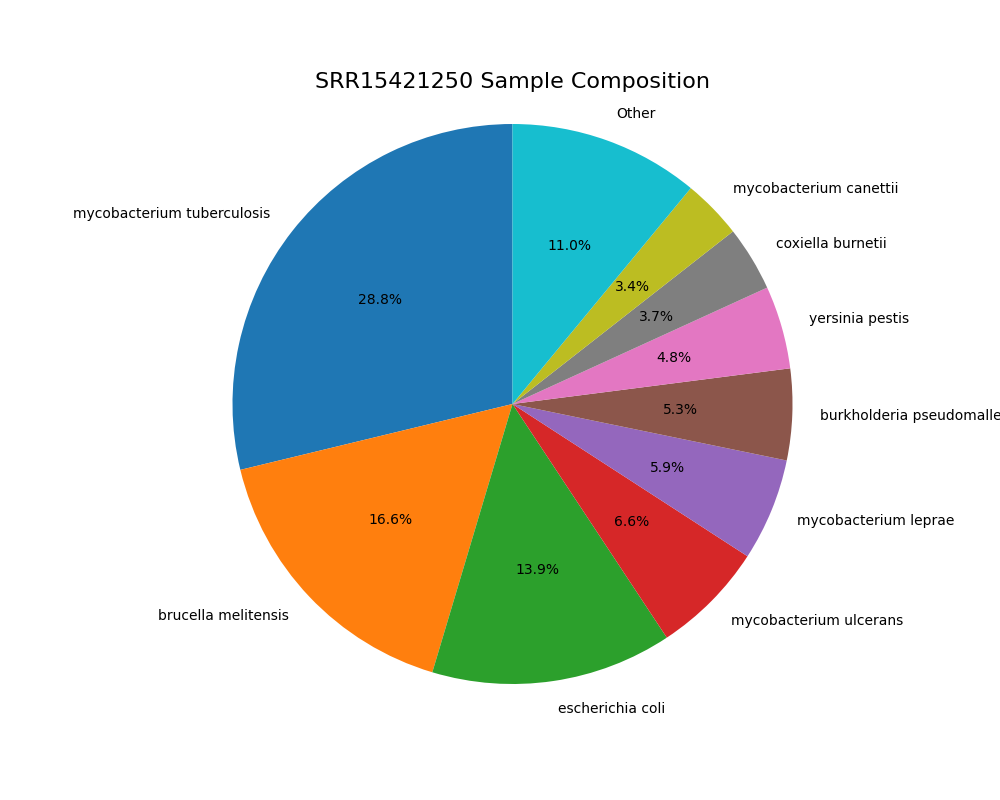 SRR15421250 Sample Composition
Other
mycobacterium canettii
mycobacterium tuberculosis
coxiella burnetii
11.0%
3.4%
28.8%
3.7%
yersinia pestis
4.8%
5.3%
burkholderia pseudomalle
5.9%
16.6%
6.6%
mycobacterium leprae
13.9%
brucella melitensis
mycobacterium ulcerans
escherichia coli